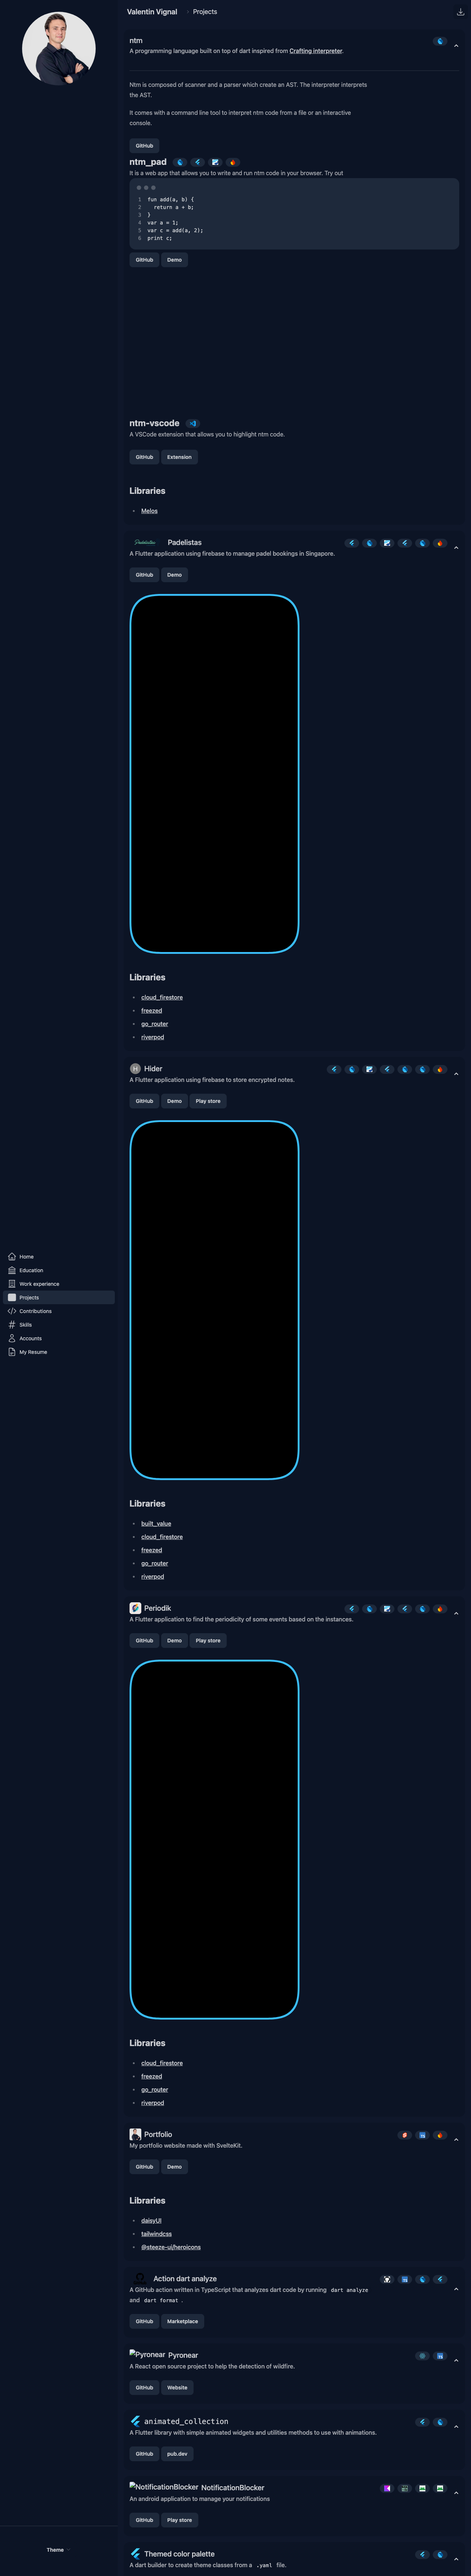 Valentin Vignal
Projects
ntm
A programming language built on top of dart inspired from Crafting interpreter.
Ntm is composed of scanner and a parser which create an AST. The interpreter interprets
the AST.
It comes with a command line tool to interpret ntm code from a file or an interactive
console.
GitHub
ntm_pad
It is a web app that allows you to write and run ntm code in your browser. Try out
1 fun add(a, b) {
2 return a + b;
3 }
4 var a = 1;
5 var c = add(a, 2);
6 print c;
GitHub Demo
ntm-vscode
A VSCode extension that allows you to highlight ntm code.
GitHub Extension
Libraries
Melos
Padelistas Padelistas
A Flutter application using firebase to manage padel bookings in Singapore.
GitHub Demo
Libraries
cloud_firestore
freezed
go_router
riverpod
H Hider
A Flutter application using firebase to store encrypted notes.
GitHub Demo Play store
Home
Education
Work experience
Projects
Contributions
Skills
Accounts
My Resume
Libraries
built_value
cloud_firestore
freezed
go_router
riverpod
Periodik
A Flutter application to find the periodicity of some events based on the instances.
GitHub Demo Play store
Libraries
cloud_firestore
freezed
go_router
riverpod
Portfolio
My portfolio website made with SvelteKit.
GitHub Demo
Libraries
daisyUI
tailwindcss
@steeze-ui/heroicons
Action dart analyze
A GitHub action written in TypeScript that analyzes dart code by running dart analyze
and dart format .
GitHub Marketplace
Pyronear Pyronear
A React open source project to help the detection of wildfire.
GitHub Website
animated_collection
A Flutter library with simple animated widgets and utilities methods to use with animations.
GitHub pub.dev
NotificationBlocker NotificationBlocker
An android application to manage your notifications
GitHub Play store
Theme
Themed color palette
A dart builder to create theme classes from a .yaml file.